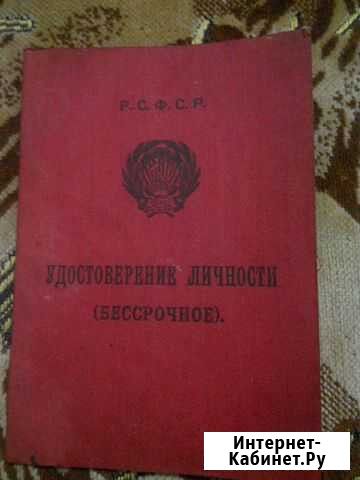 Р. С. Ф. С. Р.
УДОСТОВЕРЕНИЕ ЛИЧНОСТИ
(БЕССРОЧНОЕ).
Интернет-
Кабинет.Ру